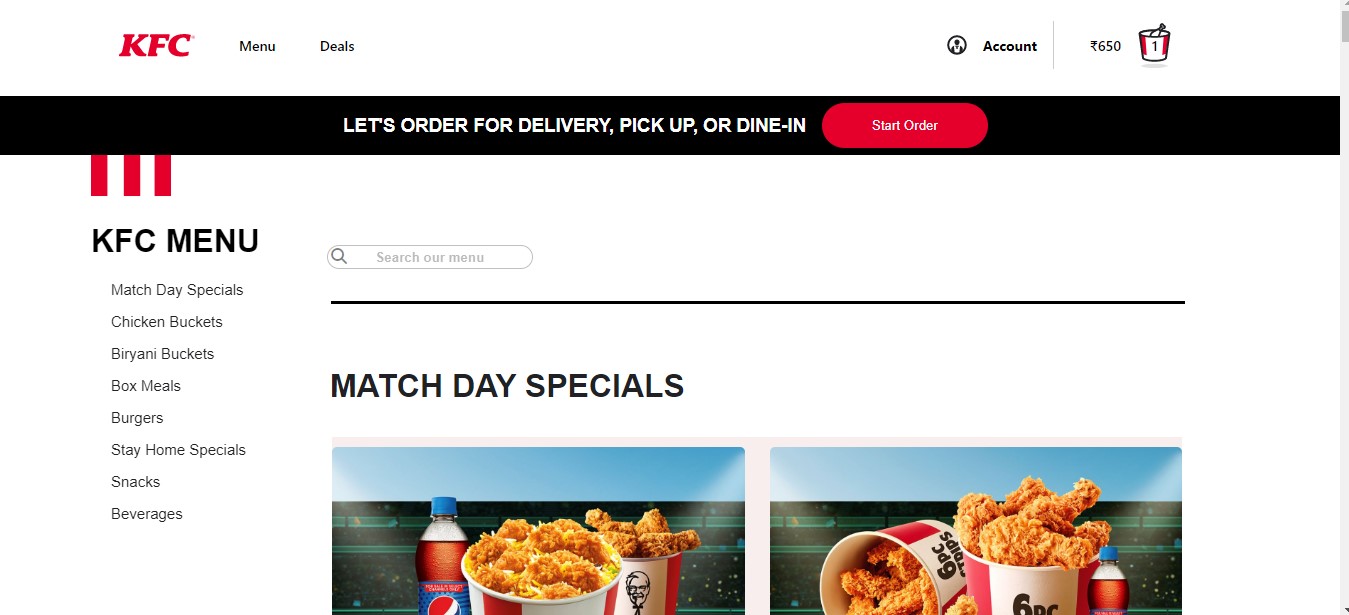 KFC
Menu
Deals
Account
₹650
1
LET'S ORDER FOR DELIVERY, PICK UP, OR DINE-IN
Start Order
KFC MENU
Search our menu
Match Day Specials
Chicken Buckets
Biryani Buckets
Box Meals
Burgers
Stay Home Specials
Snacks
Beverages
MATCH DAY SPECIALS
6PC
STRIPS
6PC